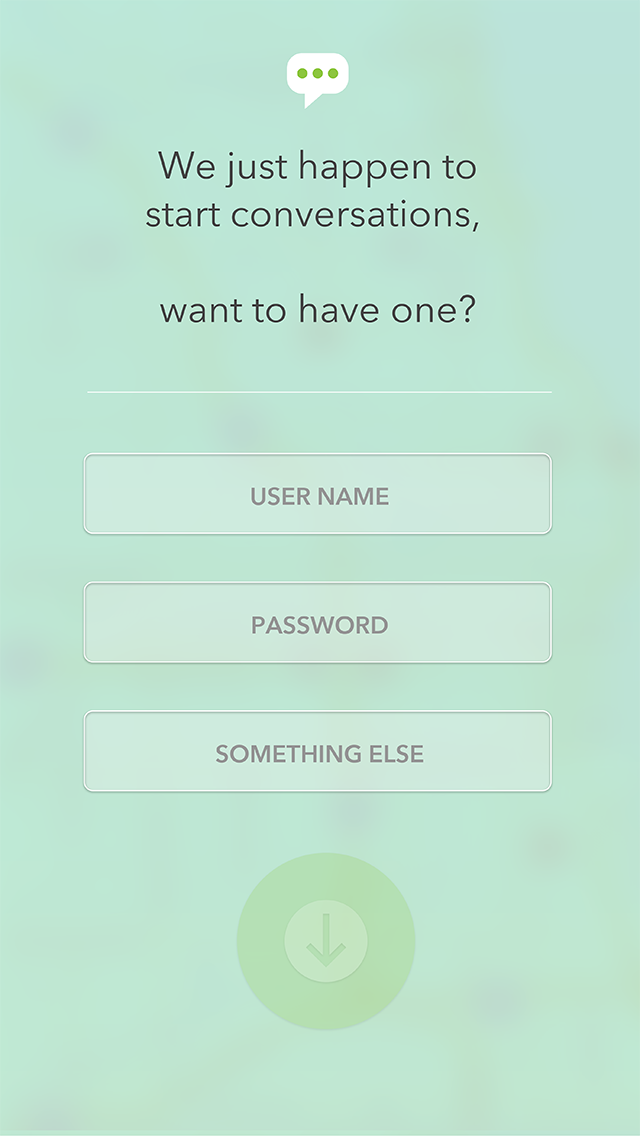 We just happen to
start conversations,
want to have one?
USER NAME
PASSWORD
SOMETHING ELSE